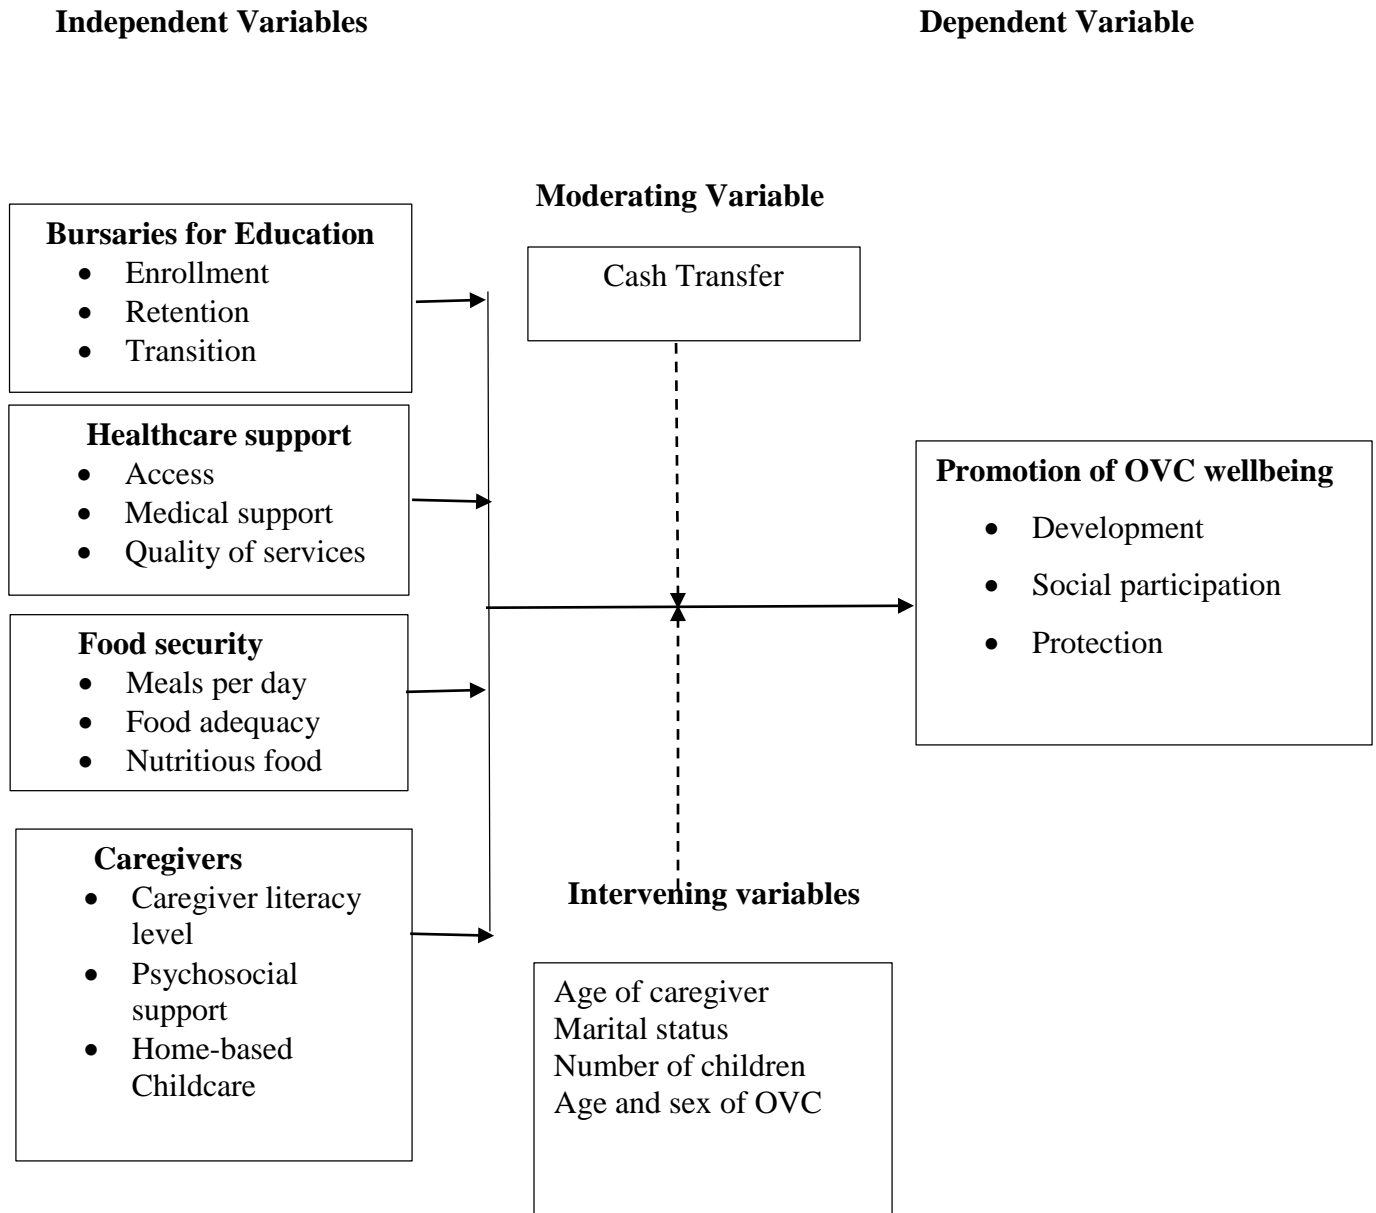 Independent Variables
Dependent Variable
Moderating Variable
Bursaries for Education
• Enrollment
• Retention
• Transition
Cash Transfer
Healthcare support
• Access
• Medical support
• Quality of services
Promotion of OVC wellbeing
• Development
• Social participation
• Protection
Food security
• Meals per day
• Food adequacy
• Nutritious food
Caregivers
• Caregiver literacy
level
• Psychosocial
support
• Home-based
Childcare
Intervening variables
Age of caregiver
Marital status
Number of children
Age and sex of OVC